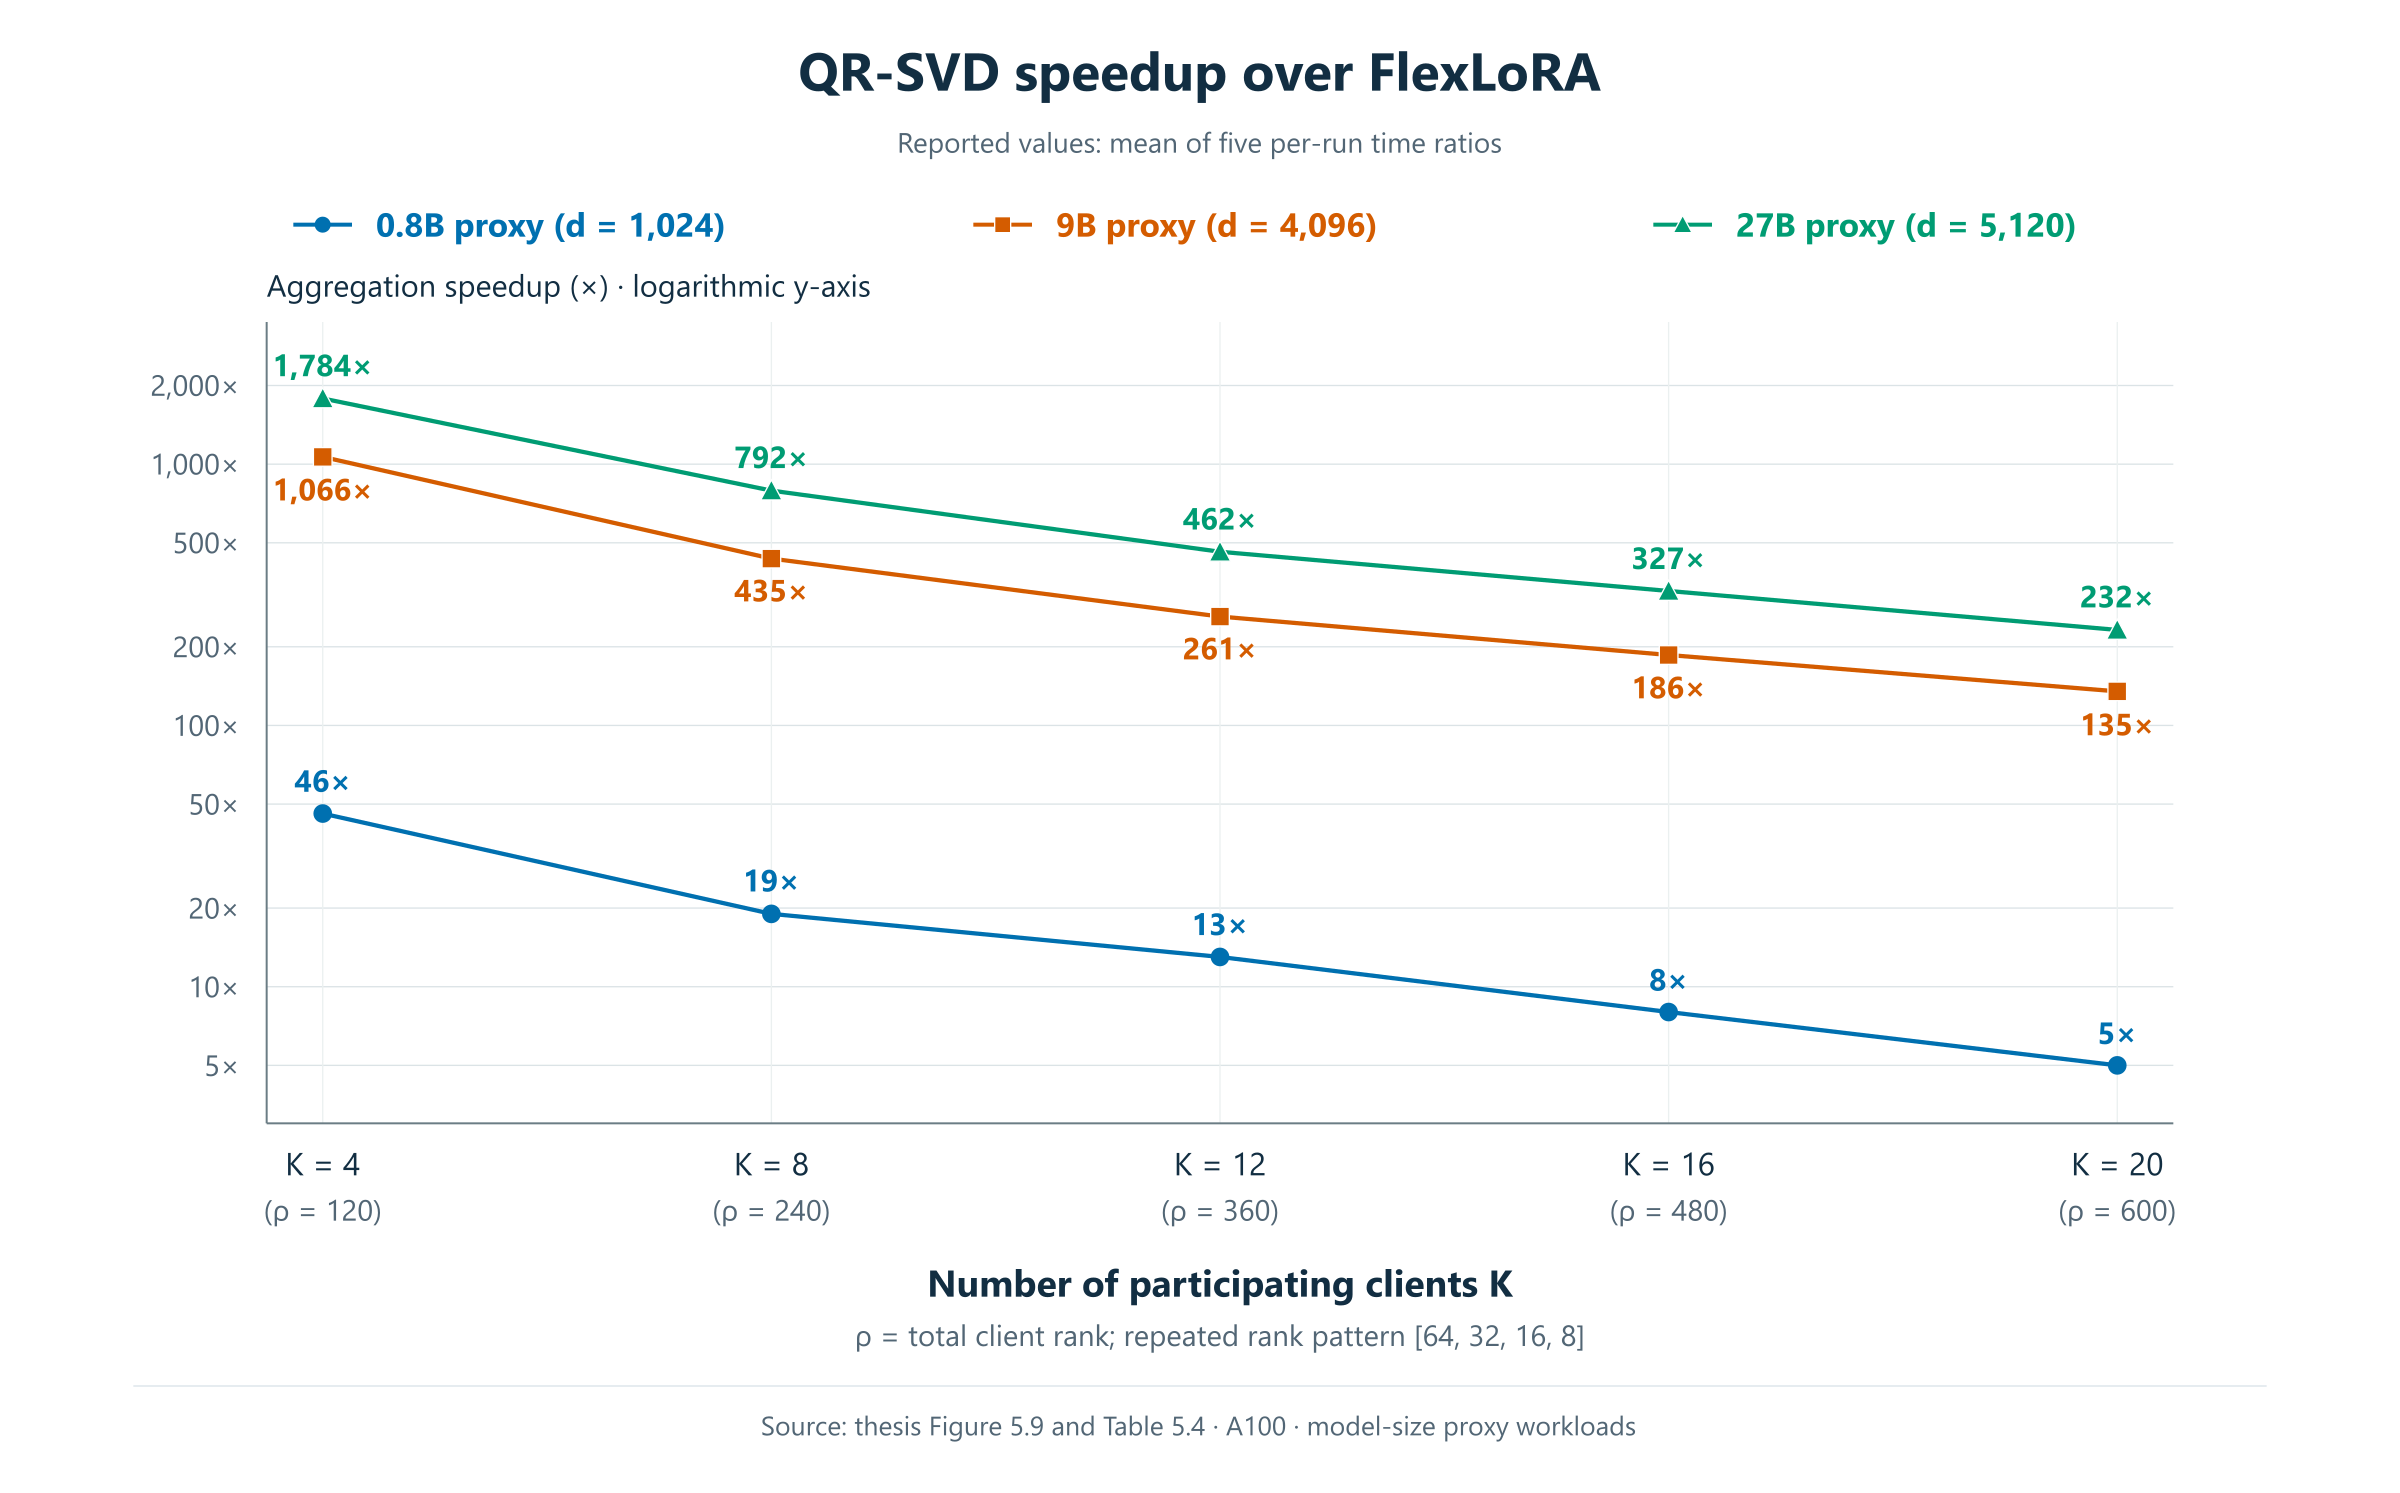 QR-SVD speedup over FlexLoRA
Reported values: mean of five per-run time ratios
0.8B proxy (d = 1,024)
9B proxy (d = 4,096)
27B proxy (d = 5,120)
Aggregation speedup (×) · logarithmic y-axis
2,000×
1,000×
500×
200×
100×
50×
20×
10×
5×
1,784×
792×
462×
327×
232×
1,066×
435×
261×
186×
135×
46×
19×
13×
8×
5×
K = 4
(ρ = 120)
K = 8
(ρ = 240)
K = 12
(ρ = 360)
K = 16
(ρ = 480)
K = 20
(ρ = 600)
Number of participating clients K
ρ = total client rank; repeated rank pattern [64, 32, 16, 8]
Source: thesis Figure 5.9 and Table 5.4 · A100 · model-size proxy workloads